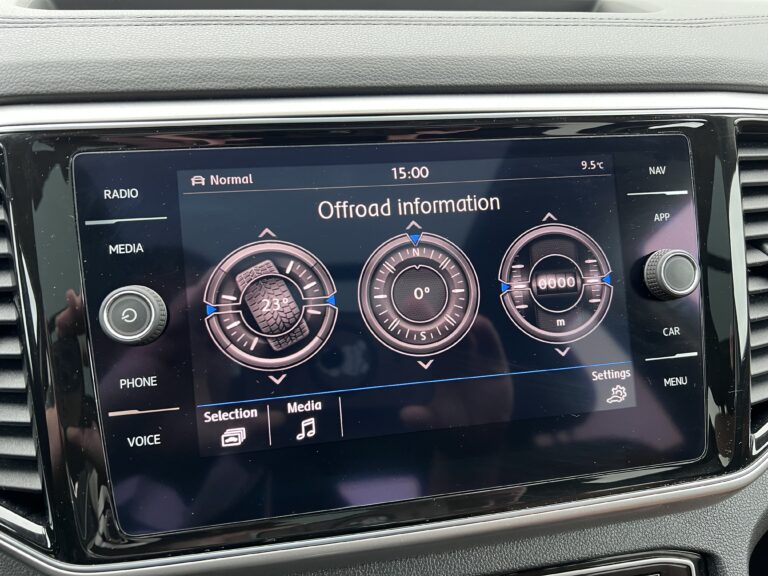 RADIO
MEDIA
PHONE
VOICE
Normal
15:00
9.5°C
Offroad information
23°
N
0°
S
0000
m
Selection
Media
Settings
NAV
APP
CAR
MENU